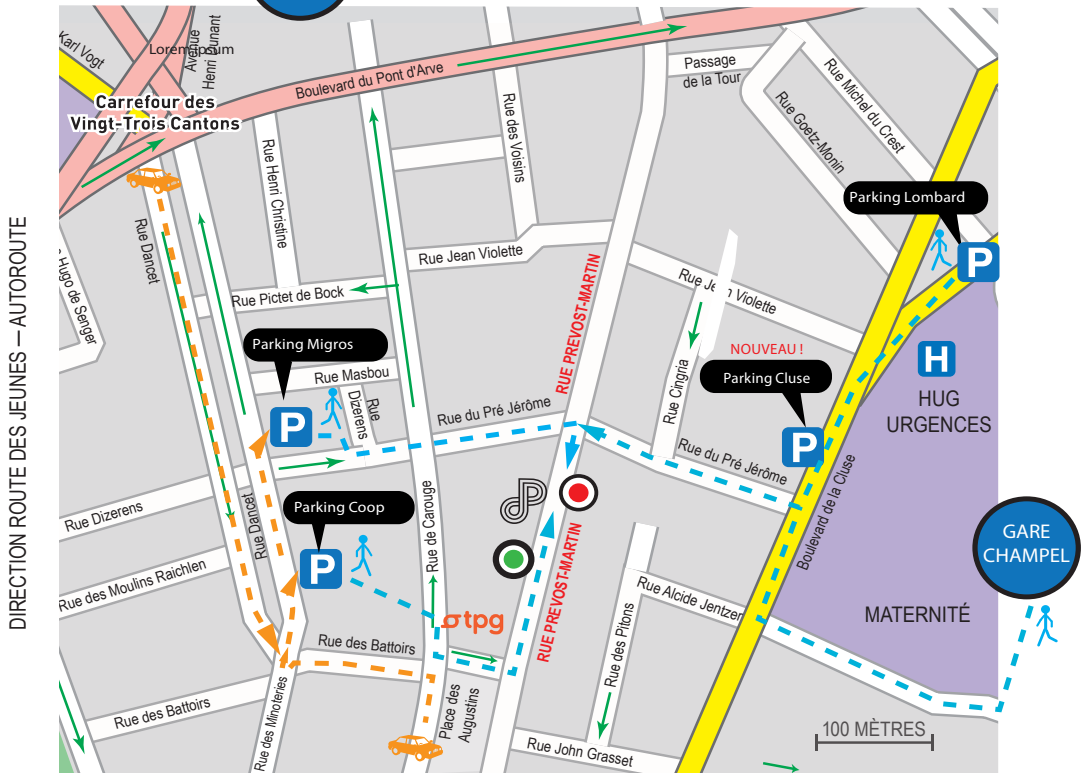 Karl Vogt
Lorem ipsum
Avenue
Henri Dunant
Boulevard du Pont d'Arve
Passage
de la Tour
Carrefour des
Vingt-Trois Cantons
Rue Michel du Crest
Rue Goetz-Monin
Rue des Voisins
Rue Henri Christine
Parking Lombard
P
Rue Dancet
Hugo de Senger
Rue Jean Violette
Rue Jean Violette
Rue Pictet de Bock
RUE PREVOST-MARTIN
DIRECTION ROUTE DES JEUNES – AUTOROUTE
Parking Migros
P
Rue Masbou
Rue
Dizerens
Rue Cingria
NOUVEAU !
Parking Cluse
P
H
HUG
URGENCES
Rue du Pré Jérôme
Rue du Pré Jérôme
Rue Dizerens
Rue Dancet
Parking Coop
P
Rue de Carouge
Boulevard de la Cluse
GARE
CHAMPEL
Rue des Moulins Raichlen
tpg
RUE PREVOST-MARTIN
Rue Alcide Jentzer
MATERNITÉ
Rue des Pitons
Rue des Battoirs
Rue des Battoirs
Rue des Minoteries
Place des
Augustins
Rue John Grasset
100 MÈTRES